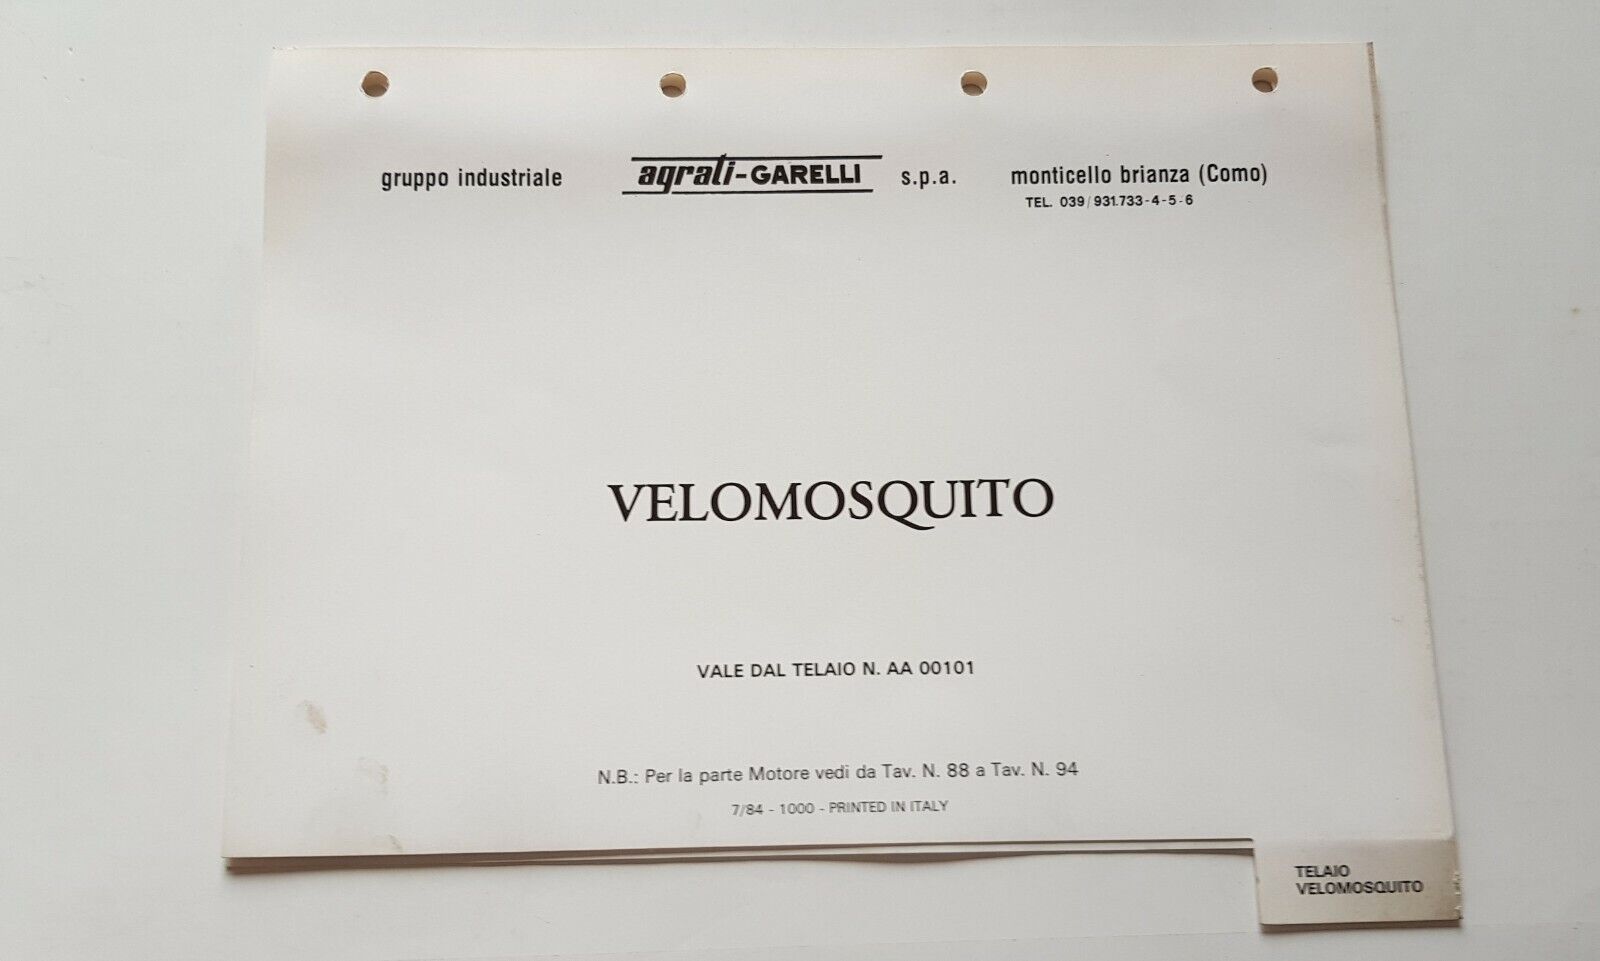 gruppo industriale agrati-GARELLI s.p.a. monticello brianza (Como)
TEL. 039/931.733-4-5-6
VELOMOSQUITO
VALE DAL TELAIO N. AA 00101
N.B.: Per la parte Motore vedi da Tav. N. 88 a Tav. N. 94
7/84 - 1000 - PRINTED IN ITALY
TELAIO
VELOMOSQUITO